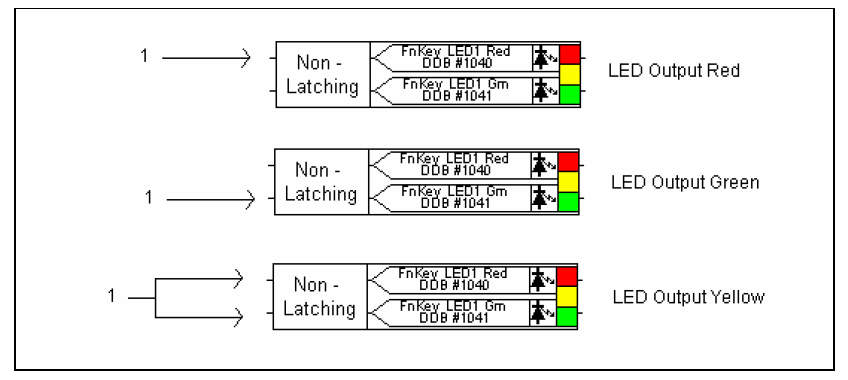 1
Non -
Latching
FnKey LED1 Red
DDB #1040
FnKey LED1 Grn
DDB #1041
LED Output Red
1
Non -
Latching
FnKey LED1 Red
DDB #1040
FnKey LED1 Grn
DDB #1041
LED Output Green
1
Non -
Latching
FnKey LED1 Red
DDB #1040
FnKey LED1 Grn
DDB #1041
LED Output Yellow